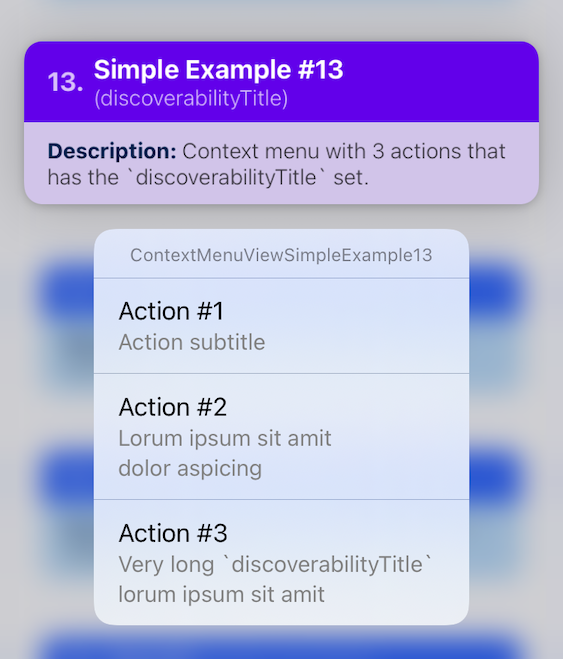 13. Simple Example #13
(discoverabilityTitle)
Description: Context menu with 3 actions that
has the `discoverabilityTitle` set.
ContextMenuViewSimpleExample13
Action #1
Action subtitle
Action #2
Lorum ipsum sit amit
dolor aspicing
Action #3
Very long `discoverabilityTitle`
lorum ipsum sit amit